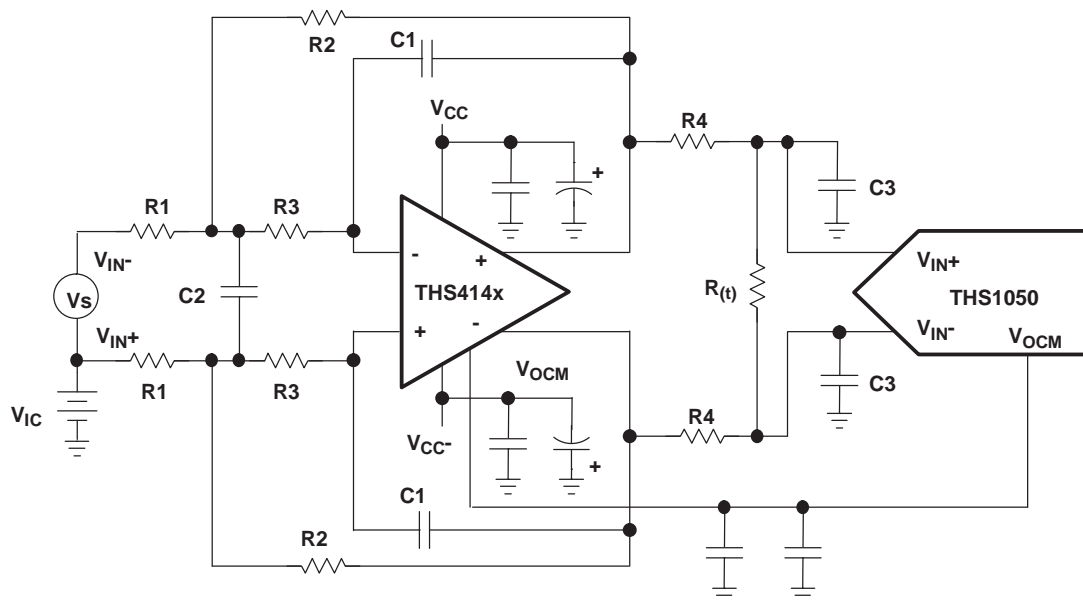 R2
C1
VCC
R4
+
C3
R1
R3
VIN-
-
+
VIN+
Vs
C2
THS414x
R(t)
THS1050
VIN+
+
-
VIN-
VOCM
R1
R3
VOCM
C3
VIC
R4
VCC-
+
C1
R2